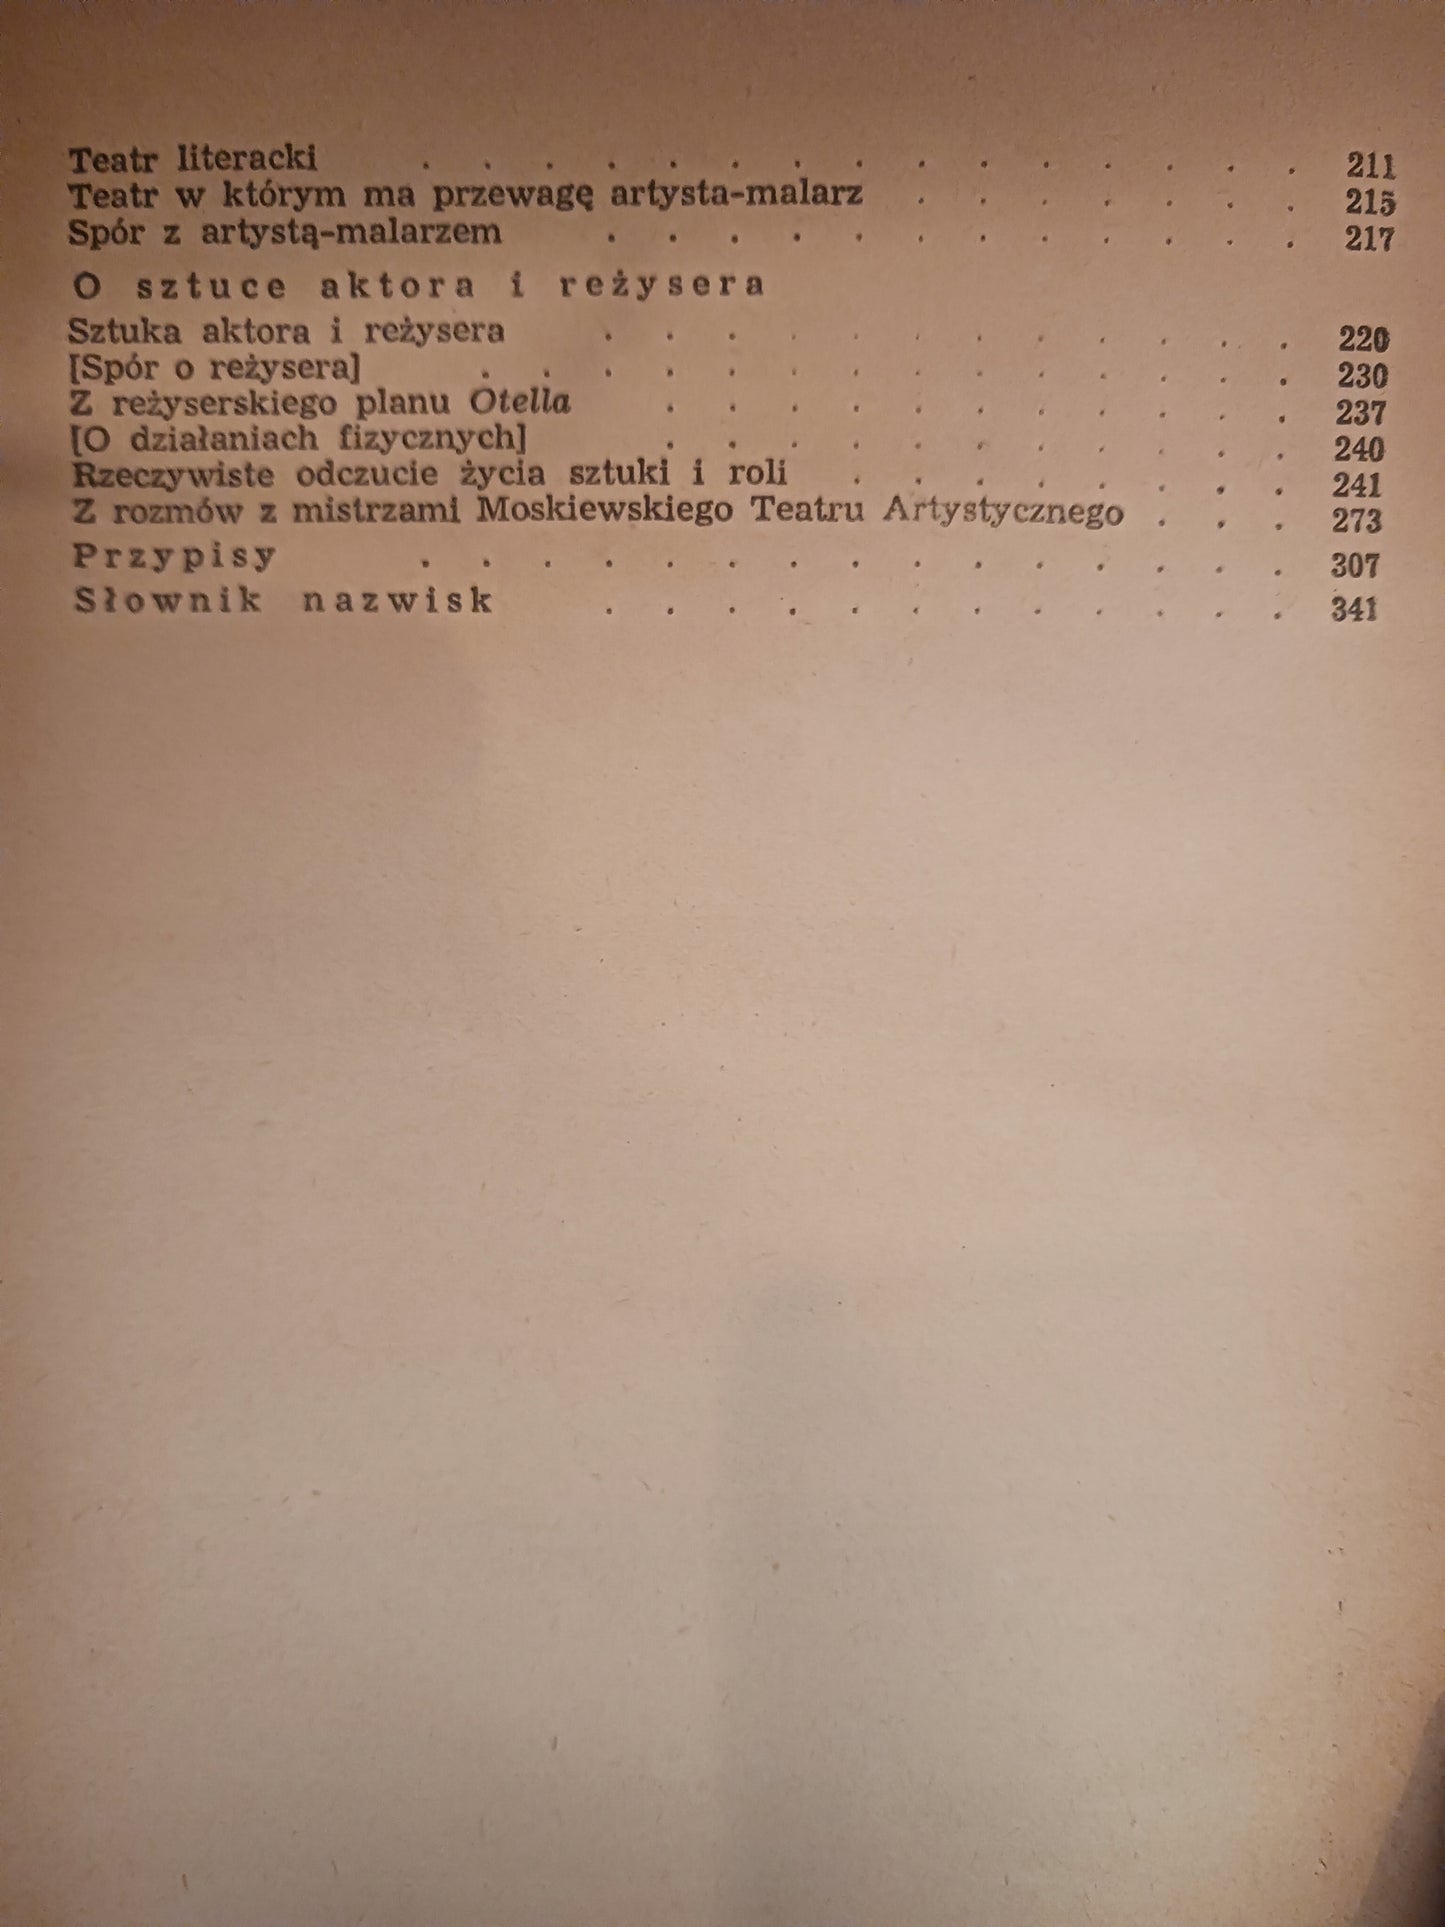 Teatr literacki . . . . . . . . . . . . . . . 211
Teatr w którym ma przewagę artysta-malarz . . . . . . . 215
Spór z artystą-malarzem . . . . . . . . . . . . 217
O sztuce aktora i reżysera
Sztuka aktora i reżysera . . . . . . . . . . . . 220
[Spór o reżysera] . . . . . . . . . . . . . . 230
Z reżyserskiego planu Otella . . . . . . . . . . . 237
[O działaniach fizycznych] . . . . . . . . . . . 240
Rzeczywiste odczucie życia sztuki i roli . . . . . . . . 241
Z rozmów z mistrzami Moskiewskiego Teatru Artystycznego . . . 273
Przypisy . . . . . . . . . . . . . . . 307
Słownik nazwisk . . . . . . . . . . . . 341